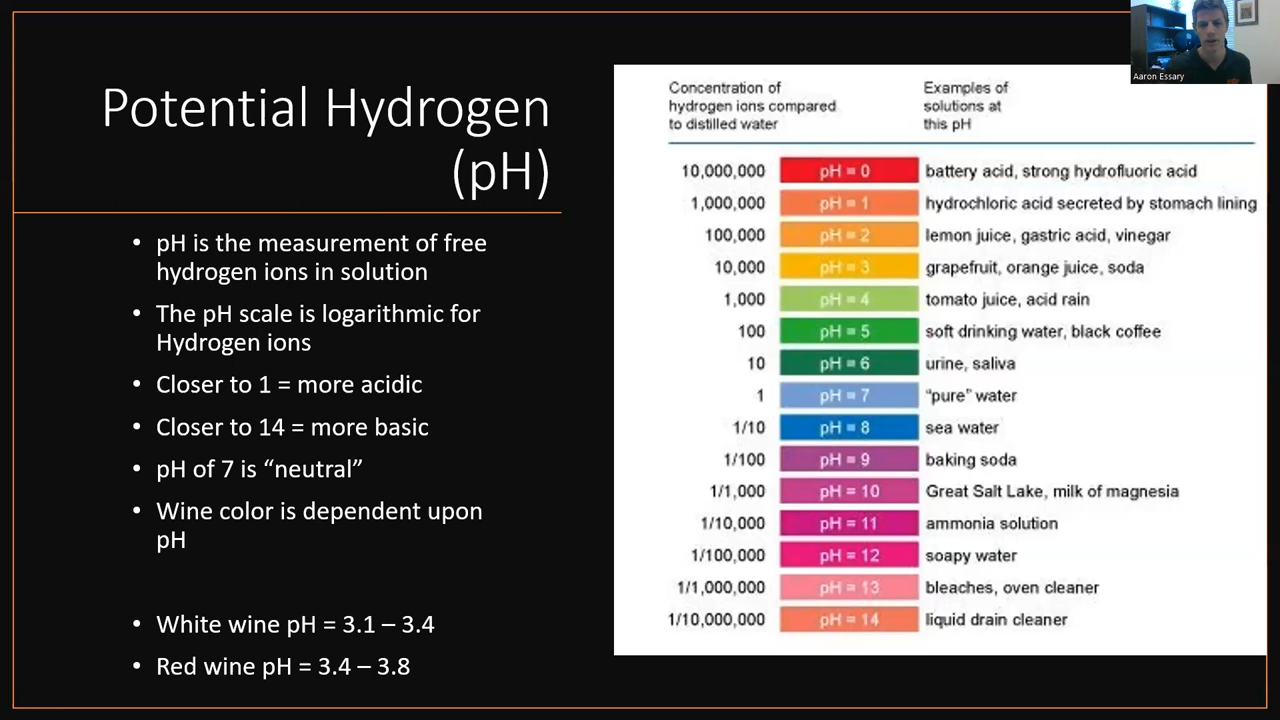 Potential Hydrogen
(pH)
• pH is the measurement of free
hydrogen ions in solution
• The pH scale is logarithmic for
Hydrogen ions
• Closer to 1 = more acidic
• Closer to 14 = more basic
• pH of 7 is “neutral”
• Wine color is dependent upon
pH
• White wine pH = 3.1 – 3.4
• Red wine pH = 3.4 – 3.8
Aaron Essary
Concentration of
hydrogen ions compared
to distilled water
Examples of
solutions at
this pH
10,000,000 pH = 0 battery acid, strong hydrofluoric acid
1,000,000 pH = 1 hydrochloric acid secreted by stomach lining
100,000 pH = 2 lemon juice, gastric acid, vinegar
10,000 pH = 3 grapefruit, orange juice, soda
1,000 pH = 4 tomato juice, acid rain
100 pH = 5 soft drinking water, black coffee
10 pH = 6 urine, saliva
1 pH = 7 “pure” water
1/10 pH = 8 sea water
1/100 pH = 9 baking soda
1/1,000 pH = 10 Great Salt Lake, milk of magnesia
1/10,000 pH = 11 ammonia solution
1/100,000 pH = 12 soapy water
1/1,000,000 pH = 13 bleaches, oven cleaner
1/10,000,000 pH = 14 liquid drain cleaner